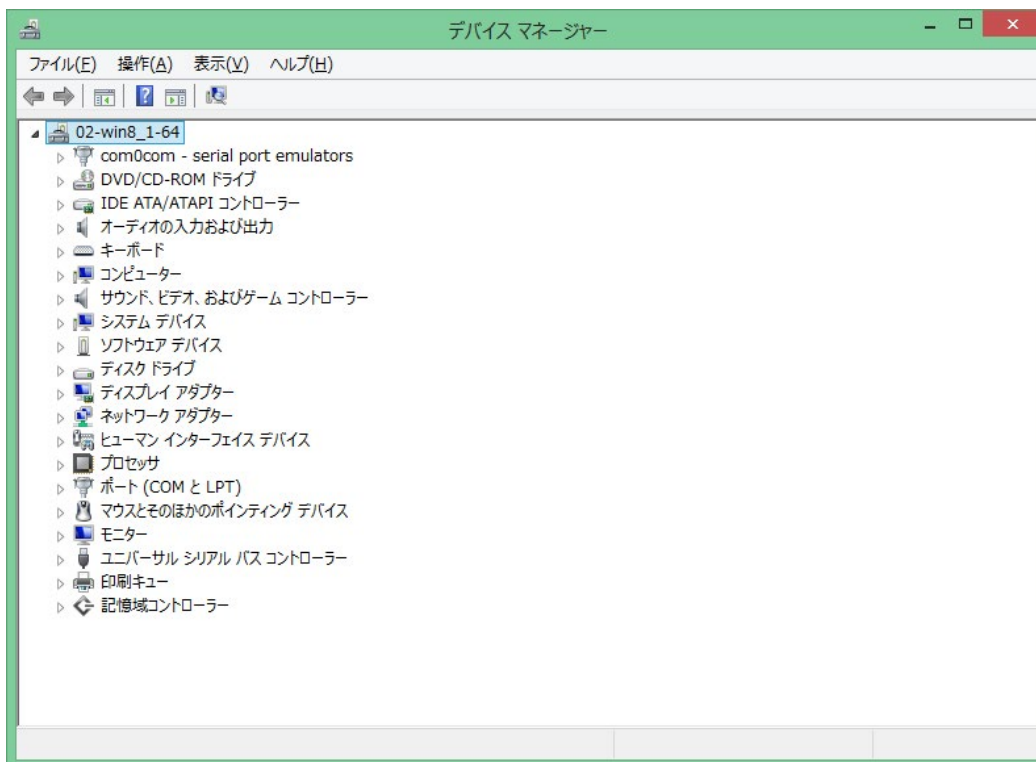 デバイス マネージャー
ファイル(F) 操作(A) 表示(V) ヘルプ(H)
02-win8_1-64
com0com - serial port emulators
DVD/CD-ROM ドライブ
IDE ATA/ATAPI コントローラー
オーディオの入力および出力
キーボード
コンピューター
サウンド、ビデオ、およびゲーム コントローラー
システム デバイス
ソフトウェア デバイス
ディスク ドライブ
ディスプレイ アダプター
ネットワーク アダプター
ヒューマン インターフェイス デバイス
プロセッサ
ポート (COM と LPT)
マウスとそのほかのポインティング デバイス
モニター
ユニバーサル シリアル バス コントローラー
印刷キュー
記憶域コントローラー